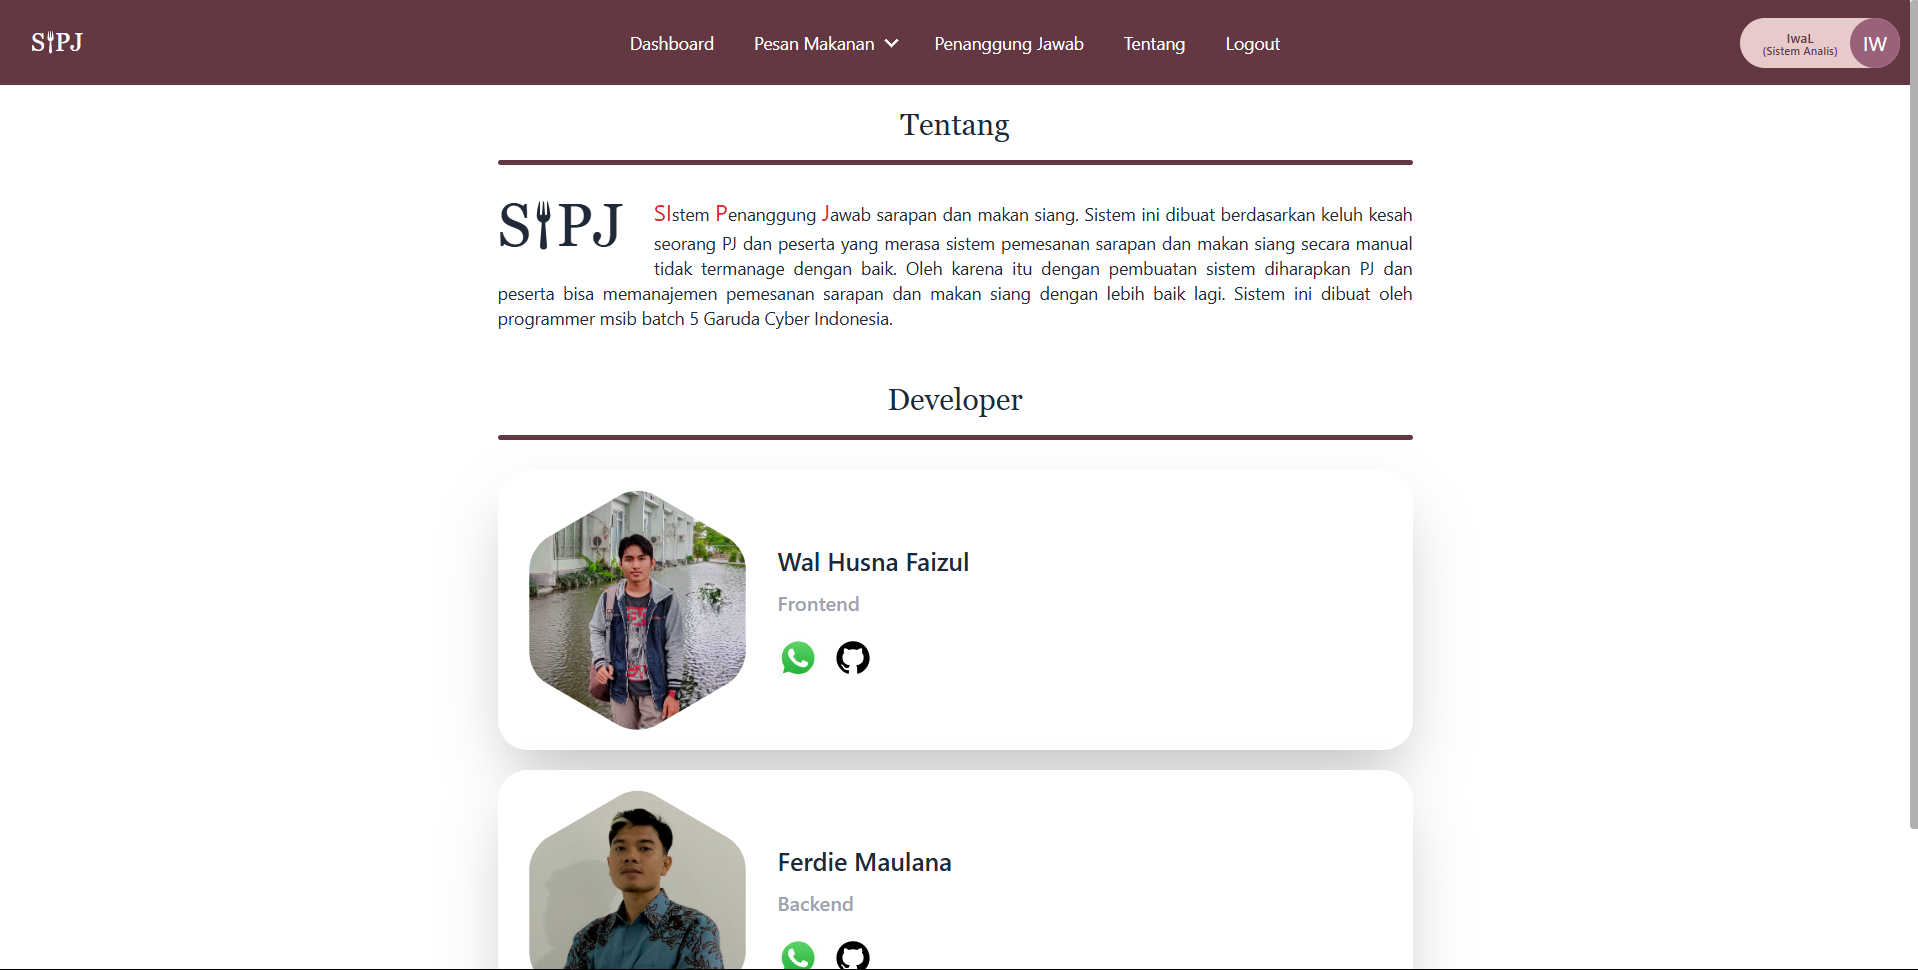 SIPJ
Dashboard
Pesan Makanan
Penanggung Jawab
Tentang
Logout
IwaL
(Sistem Analis)
IW
Tentang
SIPJ
SIstem Penanggung Jawab sarapan dan makan siang. Sistem ini dibuat berdasarkan keluh kesah
seorang PJ dan peserta yang merasa sistem pemesanan sarapan dan makan siang secara manual
tidak termanage dengan baik. Oleh karena itu dengan pembuatan sistem diharapkan PJ dan
peserta bisa memanajemen pemesanan sarapan dan makan siang dengan lebih baik lagi. Sistem ini dibuat oleh
programmer msib batch 5 Garuda Cyber Indonesia.
Developer
Wal Husna Faizul
Frontend
Ferdie Maulana
Backend